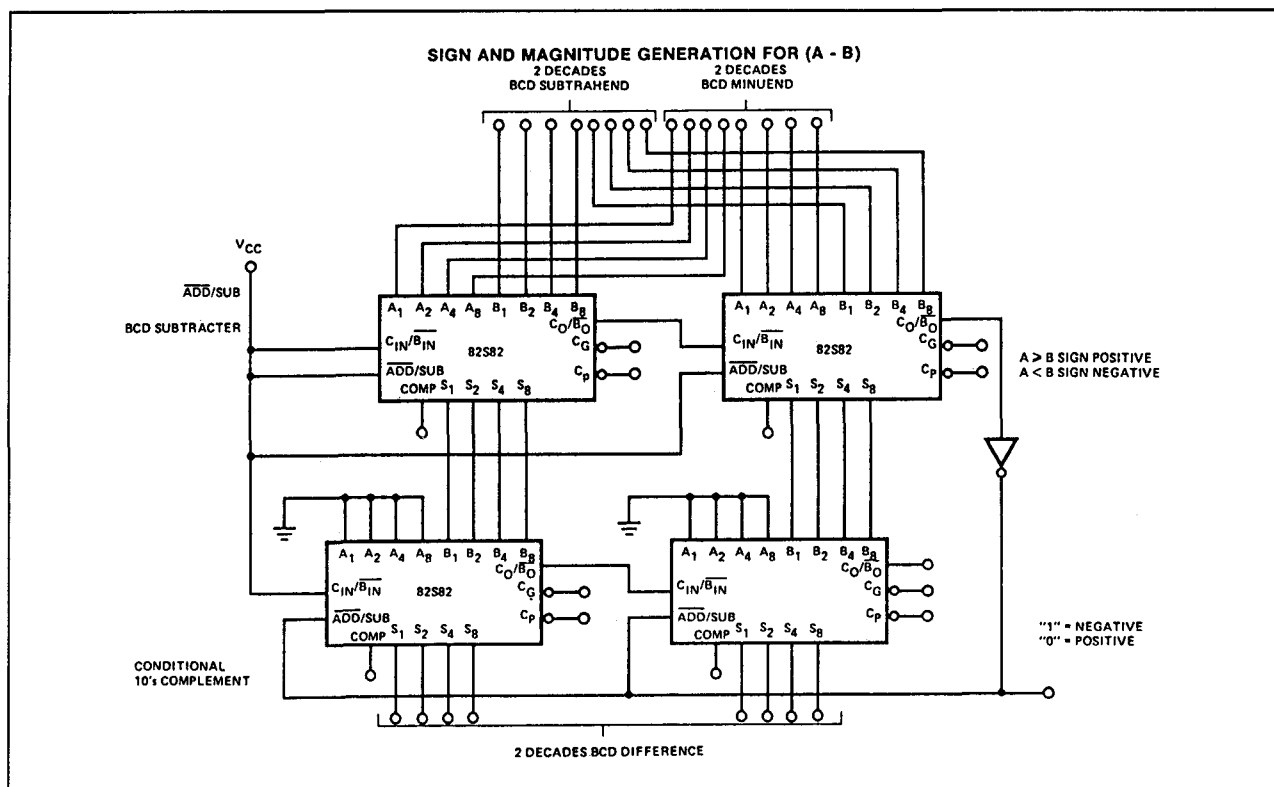 SIGN AND MAGNITUDE GENERATION FOR (A - B)
2 DECADES BCD SUBTRAHEND
2 DECADES BCD MINUEND
VCC
ADD/SUB
BCD SUBTRACTER
A1 A2 A4 A8 B1 B2 B4 B8
CO/BO
CIN/BIN
CG
82S82
ADD/SUB
CP
COMP S1 S2 S4 S8
A1 A2 A4 A8 B1 B2 B4 B8
CO/BO
CIN/BIN
CG
82S82
ADD/SUB
CP
COMP S1 S2 S4 S8
A ⩾ B SIGN POSITIVE
A < B SIGN NEGATIVE
A1 A2 A4 A8 B1 B2 B4 B8
CO/BO
CIN/BIN
82S82
CG
ADD/SUB
CP
COMP S1 S2 S4 S8
A1 A2 A4 A8 B1 B2 B4 B8
CO/BO
CIN/BIN
CG
ADD/SUB
CP
COMP S1 S2 S4 S8
"1" = NEGATIVE
"0" = POSITIVE
CONDITIONAL
10's COMPLEMENT
2 DECADES BCD DIFFERENCE